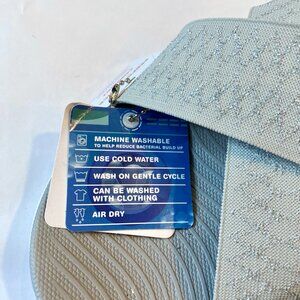 MACHINE WASHABLE
TO HELP REDUCE BACTERIAL BUILD UP
USE COLD WATER
WASH ON GENTLE CYCLE
CAN BE WASHED
WITH CLOTHING
AIR DRY